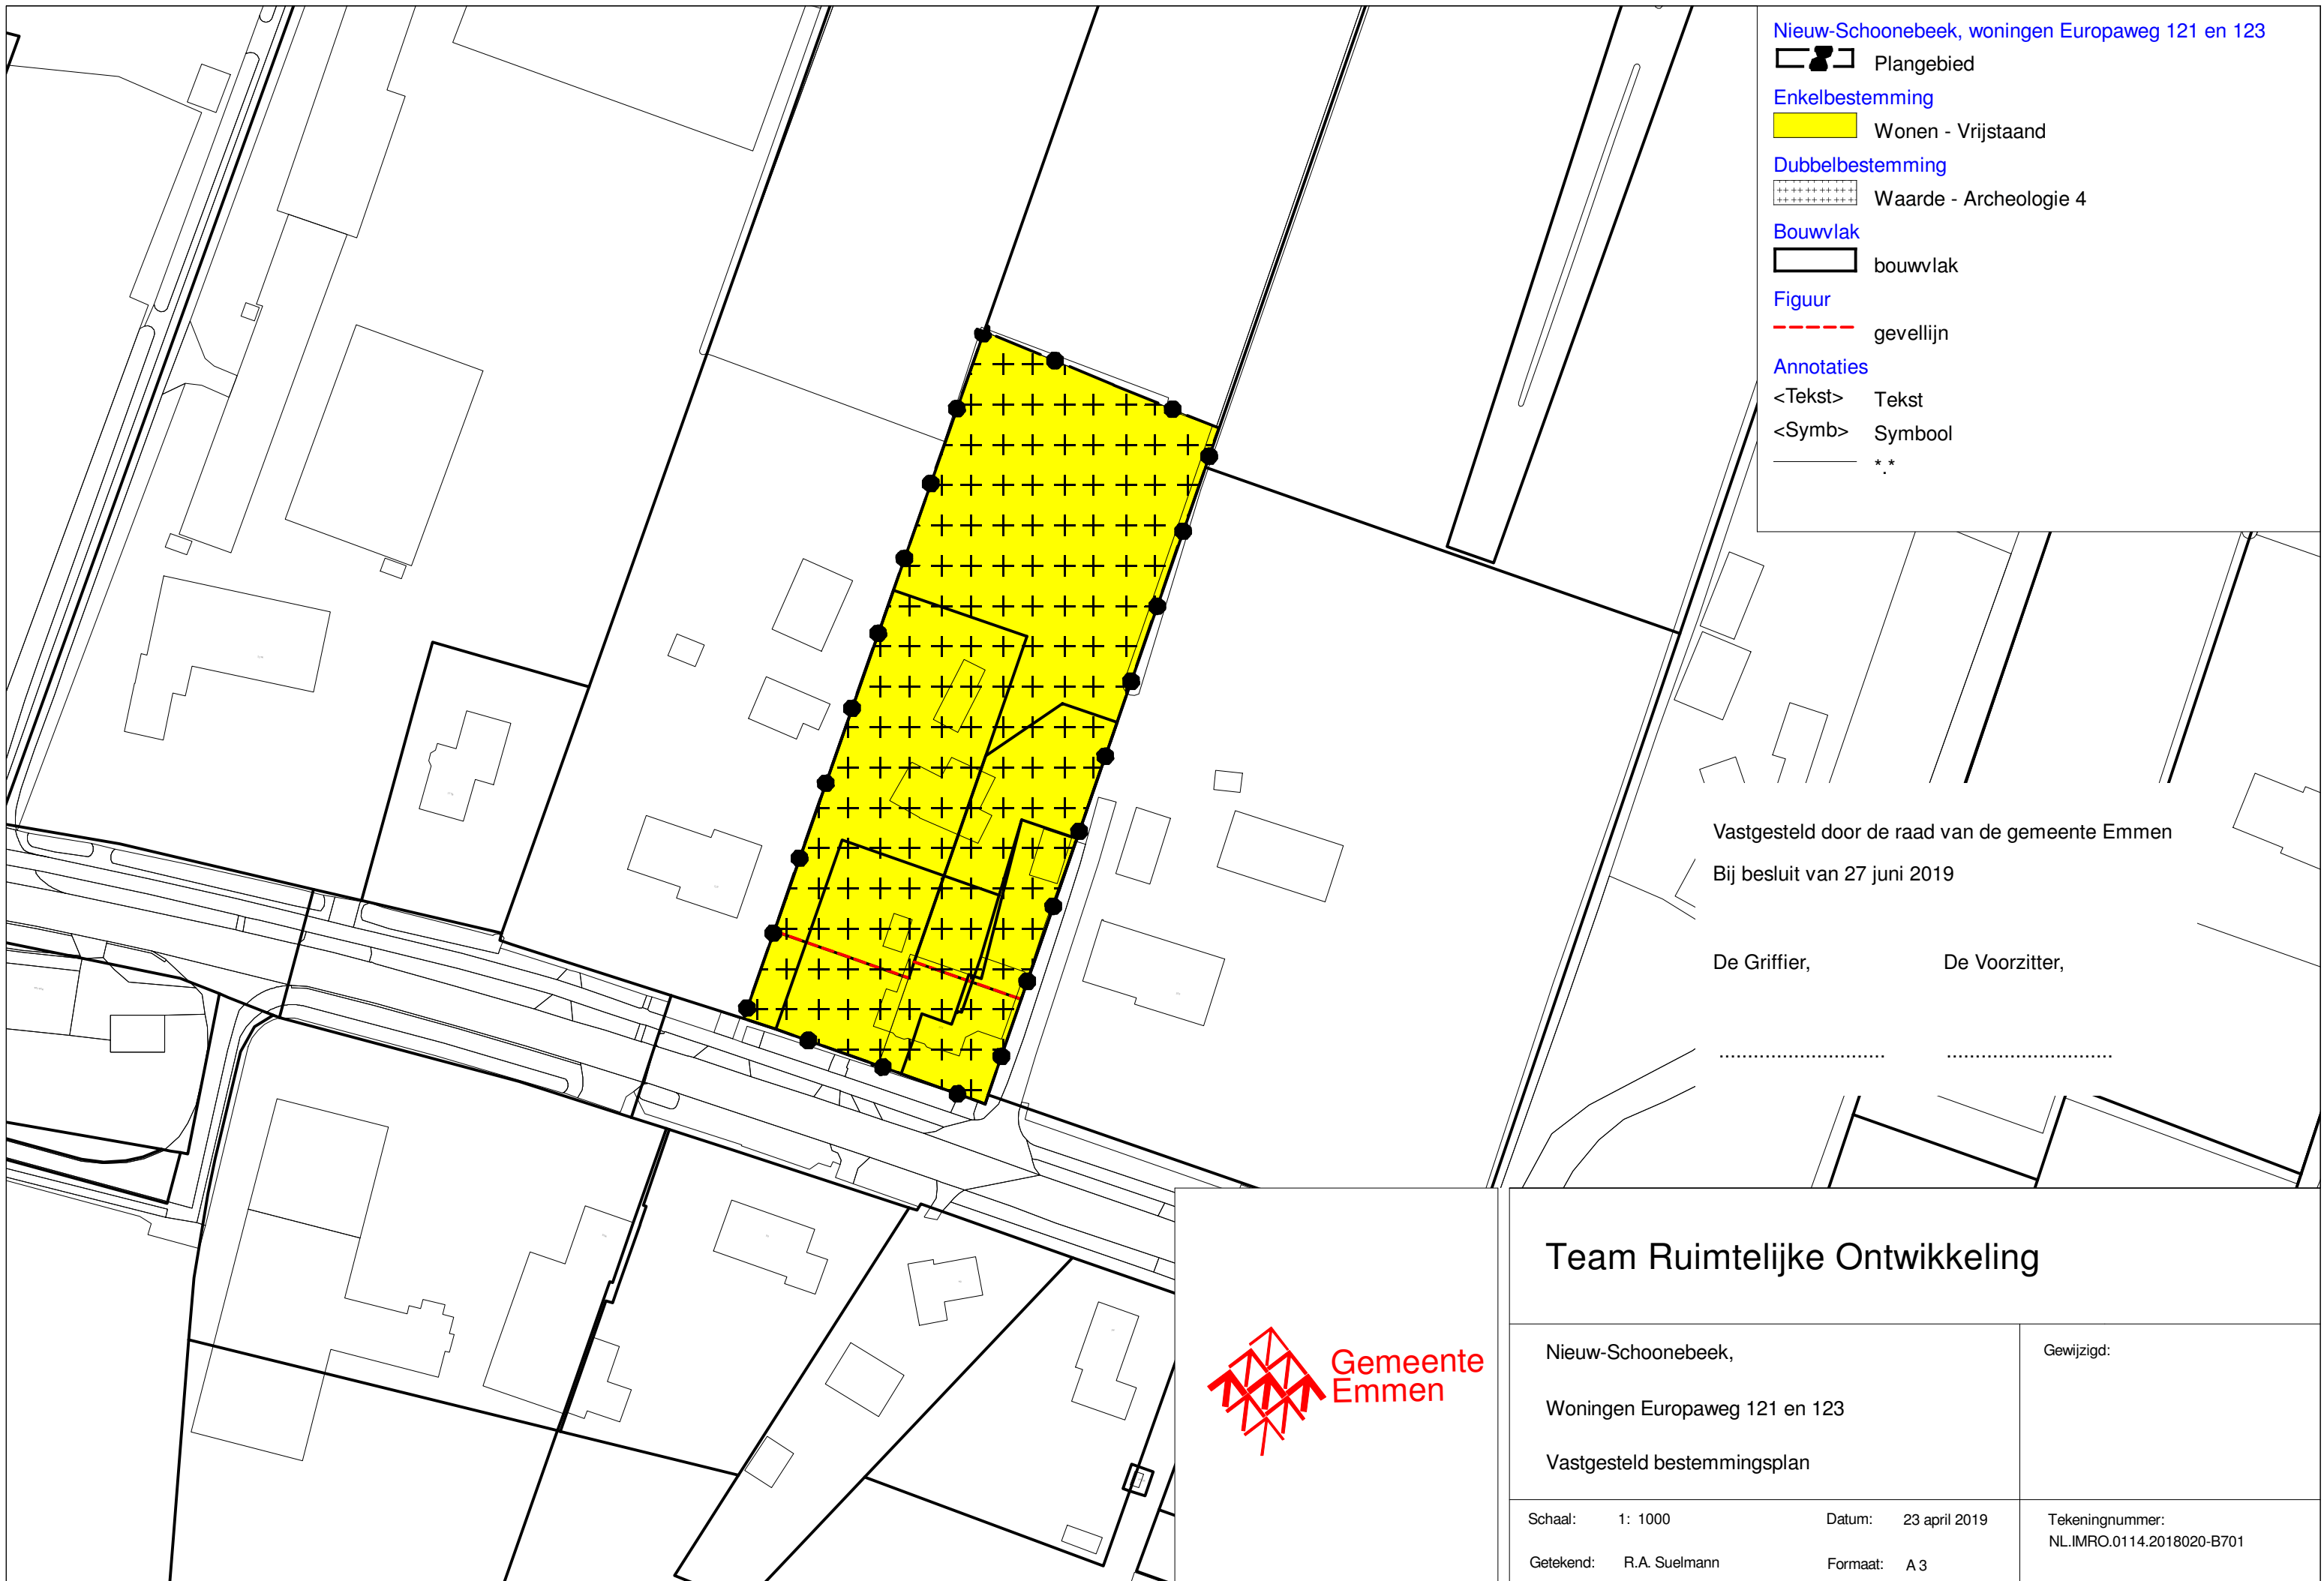 Nieuw-Schoonebeek, woningen Europaweg 121 en 123
Plangebied
Enkelbestemming
Wonen - Vrijstaand
Dubbelbestemming
Waarde - Archeologie 4
Bouwvlak
bouwvlak
Figuur
gevellijn
Annotaties
<Tekst> Tekst
<Symb> Symbool
*.*
Vastgesteld door de raad van de gemeente Emmen
Bij besluit van 27 juni 2019
De Griffier, De Voorzitter,
............................. .............................
Gemeente
Emmen
Team Ruimtelijke Ontwikkeling
Nieuw-Schoonebeek,
Woningen Europaweg 121 en 123
Vastgesteld bestemmingsplan
Gewijzigd:
Schaal: 1: 1000 Datum: 23 april 2019
Getekend: R.A. Suelmann Formaat: A 3
Tekeningnummer:
NL.IMRO.0114.2018020-B701